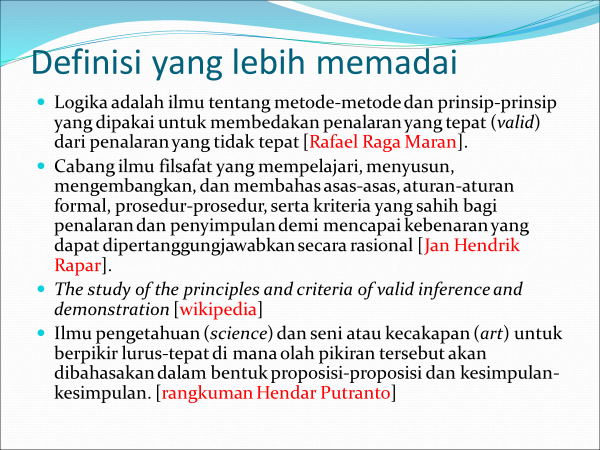 Definisi yang lebih memadai
Logika adalah ilmu tentang metode-metode dan prinsip-prinsip
yang dipakai untuk membedakan penalaran yang tepat (valid)
dari penalaran yang tidak tepat [Rafael Raga Maran].
Cabang ilmu filsafat yang mempelajari, menyusun,
mengembangkan, dan membahas asas-asas, aturan-aturan
formal, prosedur-prosedur, serta kriteria yang sahih bagi
penalaran dan penyimpulan demi mencapai kebenaran yang
dapat dipertanggungjawabkan secara rasional [Jan Hendrik
Rapar].
The study of the principles and criteria of valid inference and
demonstration [wikipedia]
Ilmu pengetahuan (science) dan seni atau kecakapan (art) untuk
berpikir lurus-tepat di mana olah pikiran tersebut akan
dibahasakan dalam bentuk proposisi-proposisi dan kesimpulan-
kesimpulan. [rangkuman Hendar Putranto]